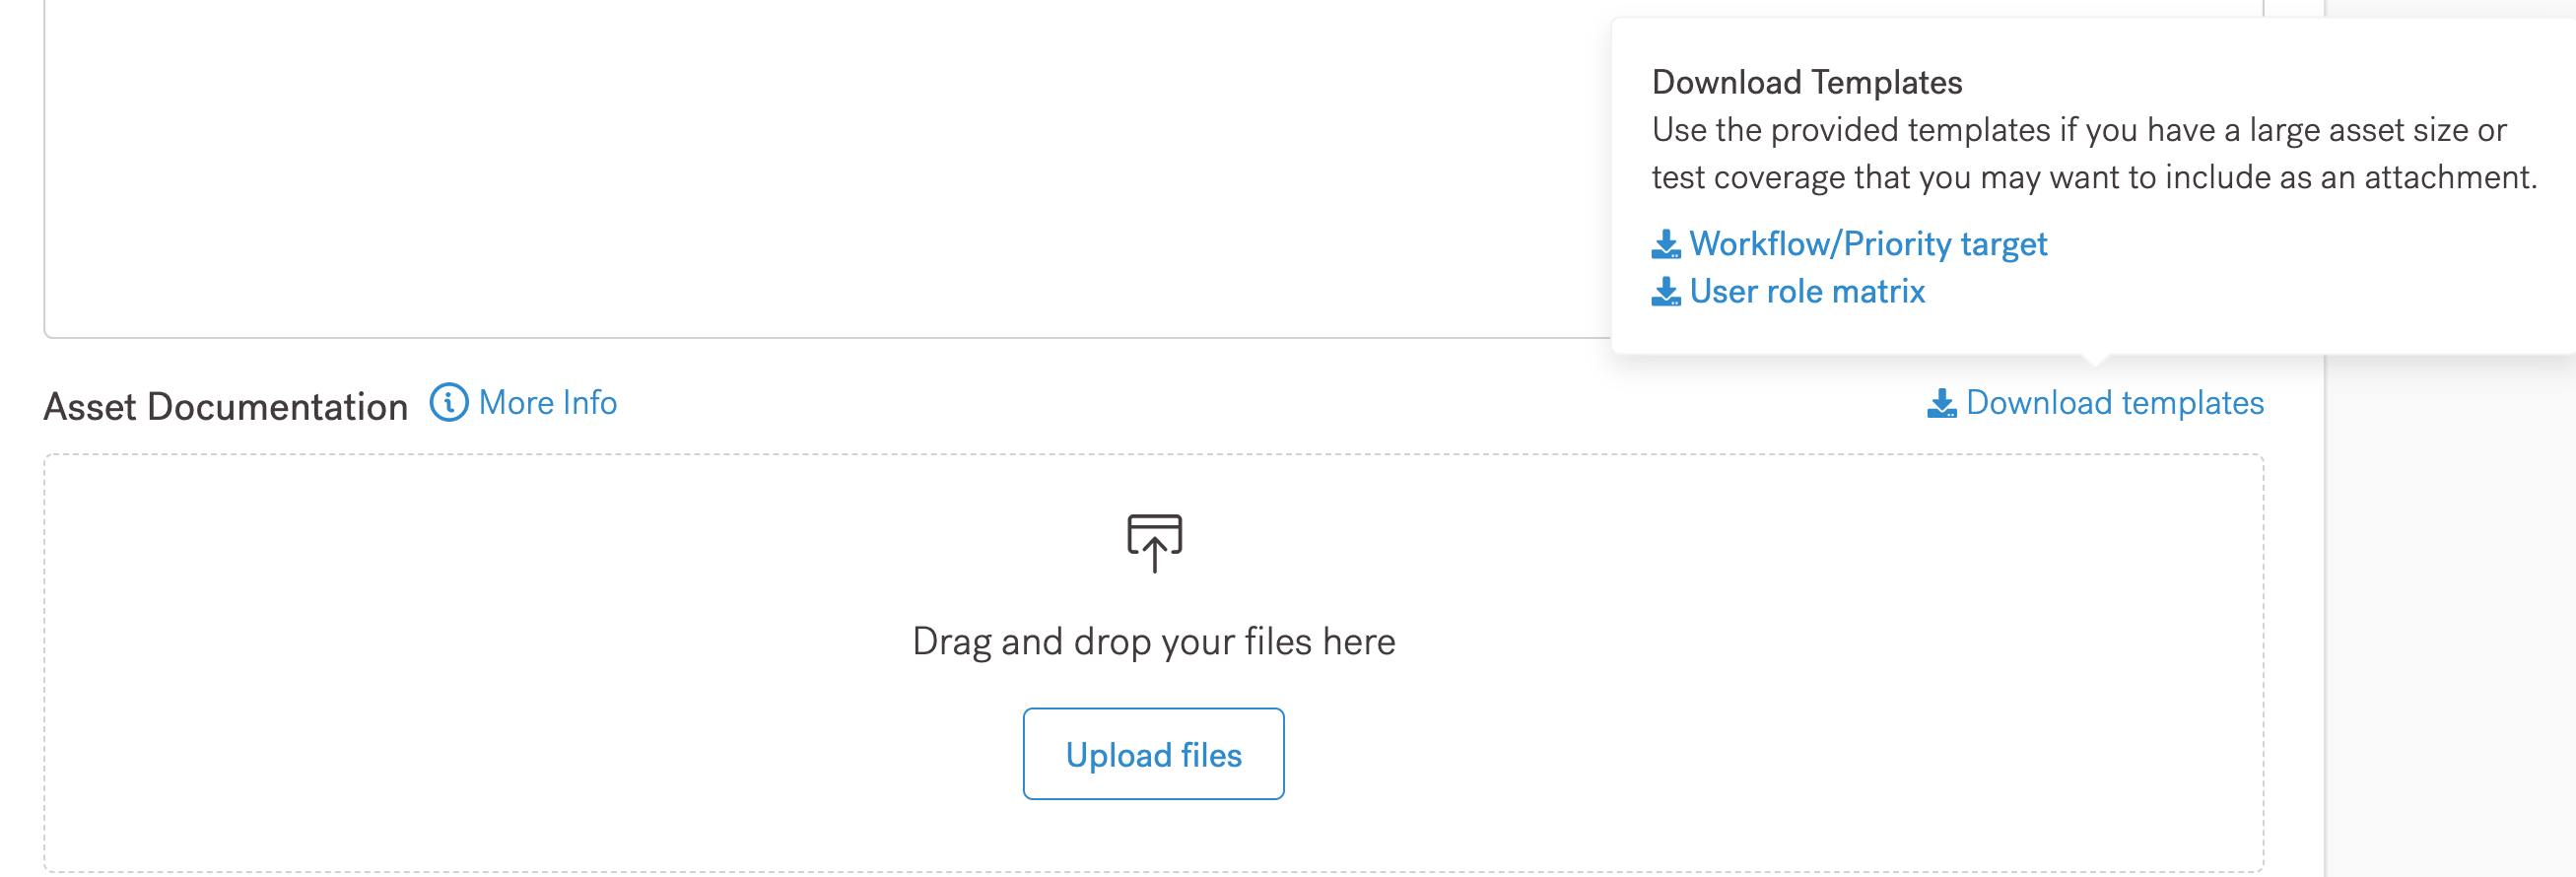 Download Templates
Use the provided templates if you have a large asset size or
test coverage that you may want to include as an attachment.
Workflow/Priority target
User role matrix
Asset Documentation More Info Download templates
Drag and drop your files here
Upload files